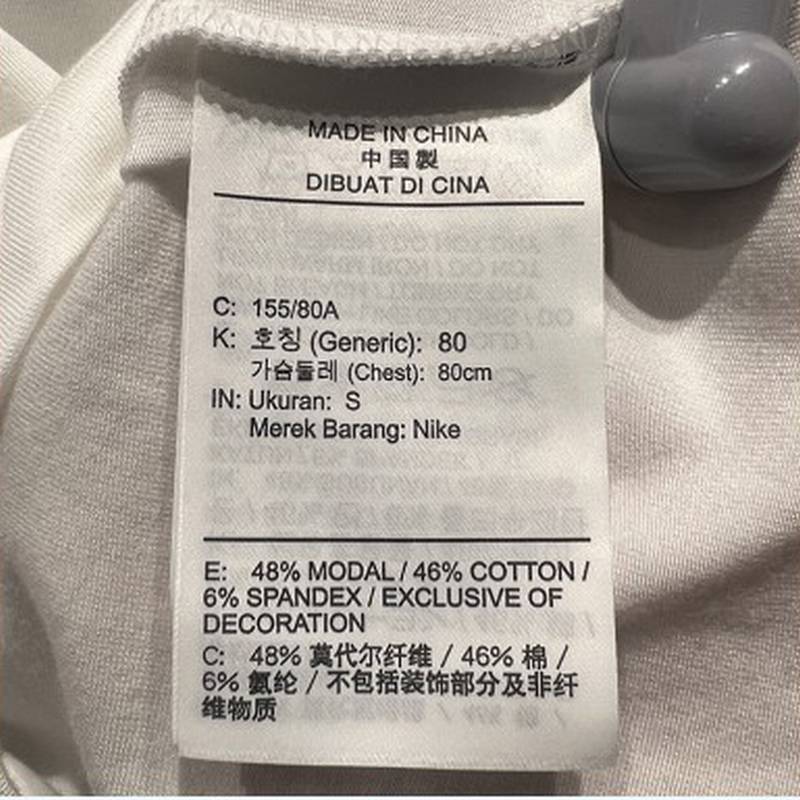 MADE IN CHINA
中国製
DIBUAT DI CINA
C: 155/80A
K: 호칭 (Generic): 80
가슴둘레 (Chest): 80cm
IN: Ukuran: S
Merek Barang: Nike
E: 48% MODAL / 46% COTTON /
6% SPANDEX / EXCLUSIVE OF
DECORATION
C: 48% 莫代尔纤维 / 46% 棉 /
6% 氨纶 / 不包括装饰部分及非纤
维物质